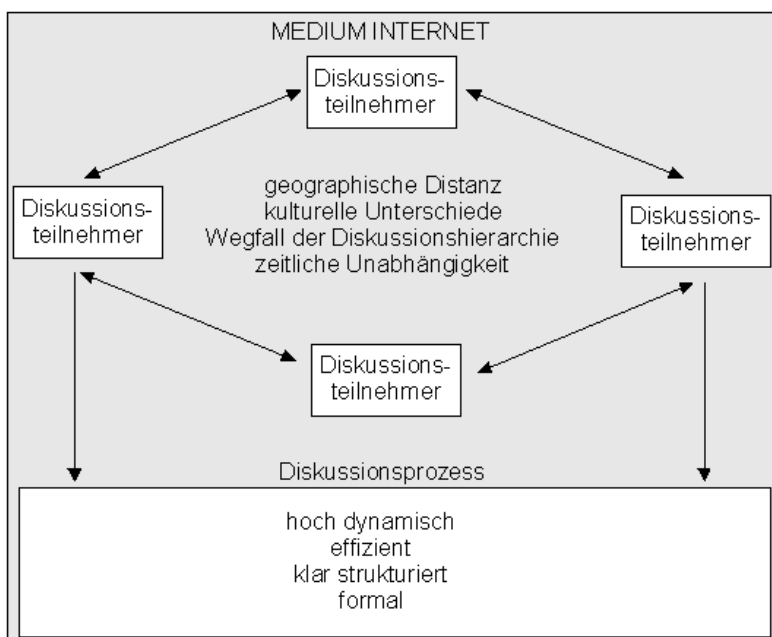 MEDIUM INTERNET
Diskussions-
teilnehmer
geographische Distanz
kulturelle Unterschiede
Wegfall der Diskussionshierarchie
zeitliche Unabhängigkeit
Diskussions-
teilnehmer
Diskussions-
teilnehmer
Diskussions-
teilnehmer
Diskussionsprozess
hoch dynamisch
effizient
klar strukturiert
formal